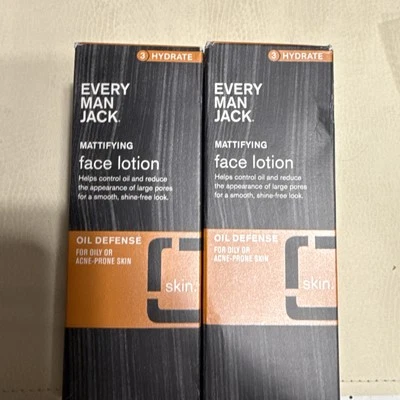 3 HYDRATE
EVERY
MAN
JACK.
MATTIFYING
face lotion
Helps control oil and reduce
the appearance of large pores
for a smooth, shine-free look.
OIL DEFENSE
FOR OILY OR
ACNE-PRONE SKIN
skin.
3 HYDRATE
EVERY
MAN
JACK.
MATTIFYING
face lotion
Helps control oil and reduce
the appearance of large pores
for a smooth, shine-free look.
OIL DEFENSE
FOR OILY OR
ACNE-PRONE SKIN
skin.